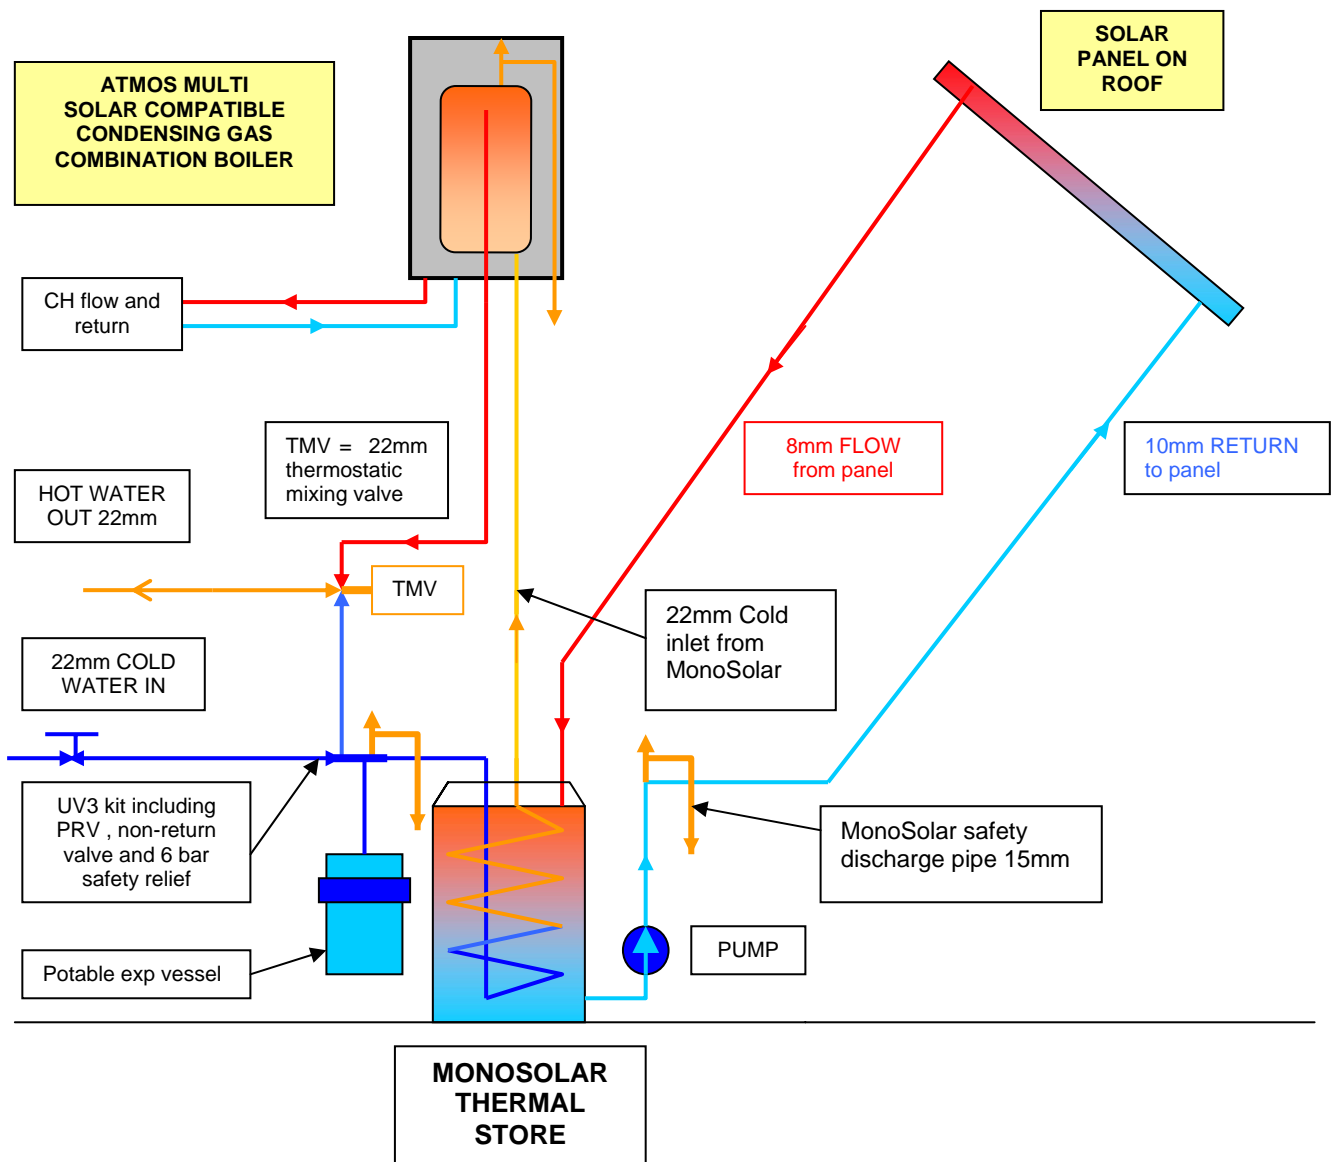 ATMOS MULTI
SOLAR COMPATIBLE
CONDENSING GAS
COMBINATION BOILER
SOLAR
PANEL ON
ROOF
CH flow and
return
TMV = 22mm
thermostatic
mixing valve
8mm FLOW
from panel
10mm RETURN
to panel
HOT WATER
OUT 22mm
TMV
22mm Cold
inlet from
MonoSolar
22mm COLD
WATER IN
UV3 kit including
PRV , non-return
valve and 6 bar
safety relief
MonoSolar safety
discharge pipe 15mm
Potable exp vessel
PUMP
MONOSOLAR
THERMAL
STORE